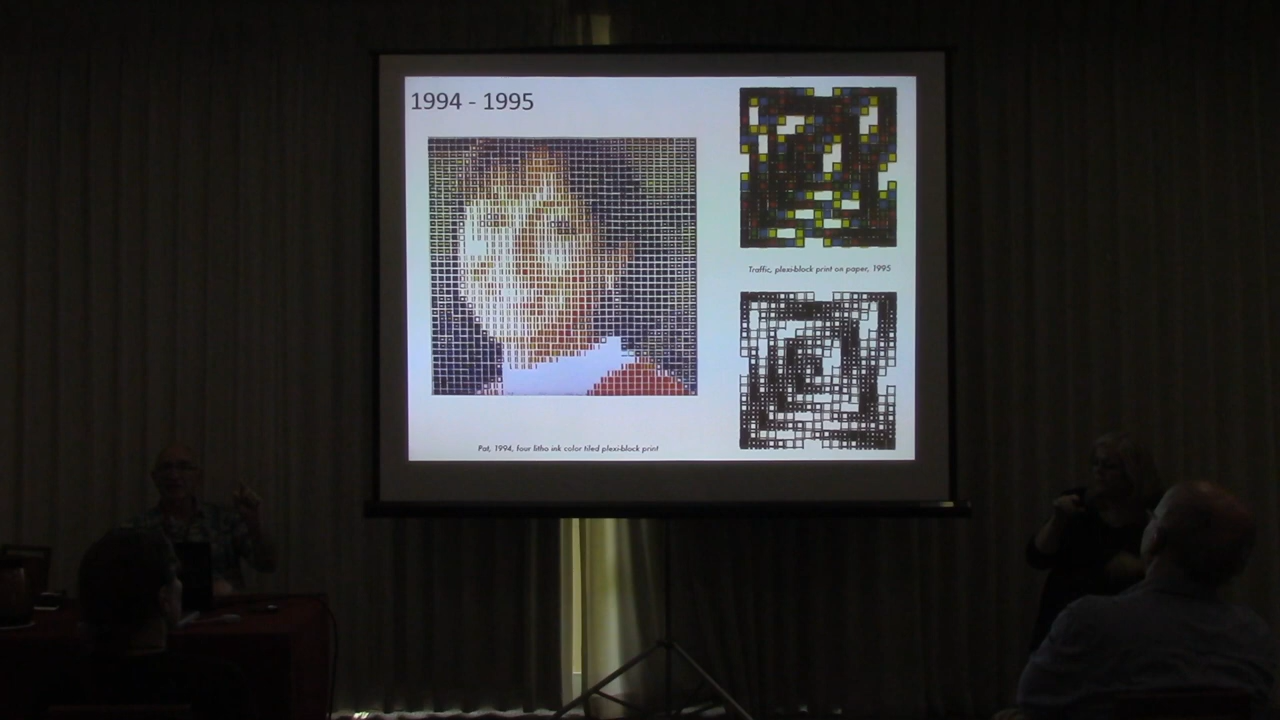 1994 - 1995
Traffic, plexi-block print on paper, 1995
Pat, 1994, four litho ink color tiled plexi-block print